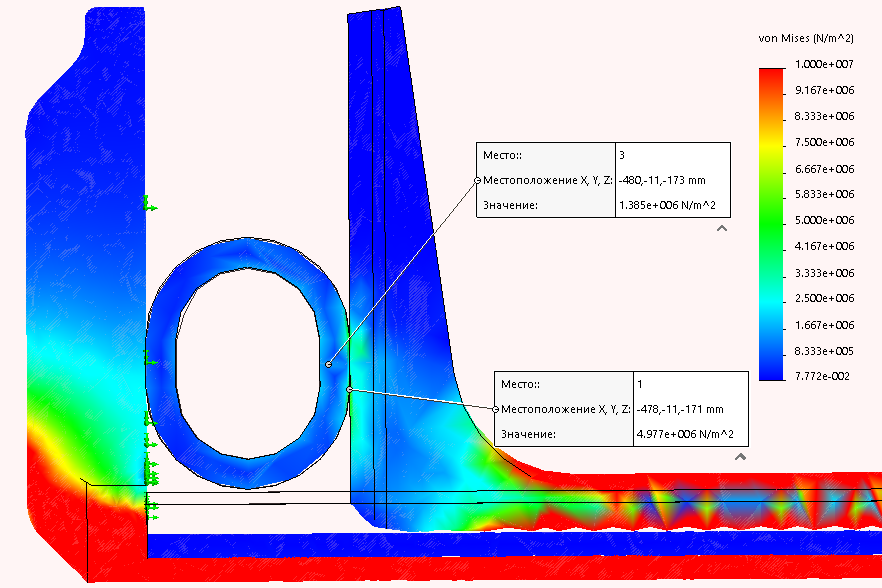 von Mises (N/m^2)
1.000e+007
9.167e+006
8.333e+006
7.500e+006
6.667e+006
5.833e+006
5.000e+006
4.167e+006
3.333e+006
2.500e+006
1.667e+006
8.333e+005
7.772e-002
Место:: 3
Местоположение X, Y, Z: -480,-11,-173 mm
Значение: 1.385e+006 N/m^2
Место:: 1
Местоположение X, Y, Z: -478,-11,-171 mm
Значение: 4.977e+006 N/m^2